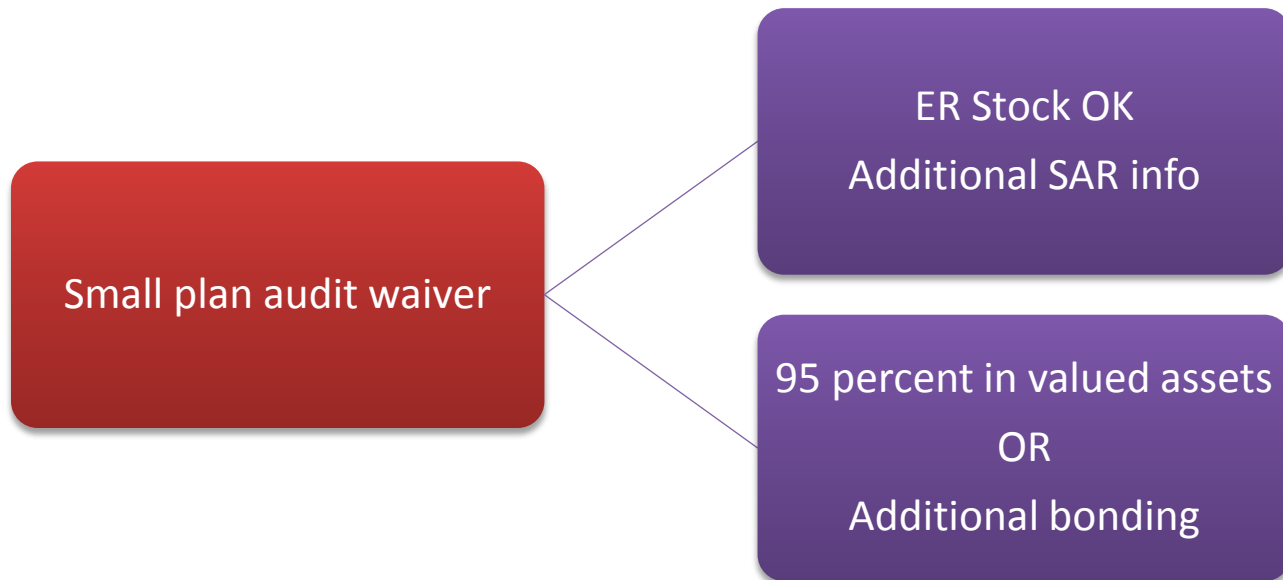 Small plan audit waiver
ER Stock OK
Additional SAR info
95 percent in valued assets
OR
Additional bonding